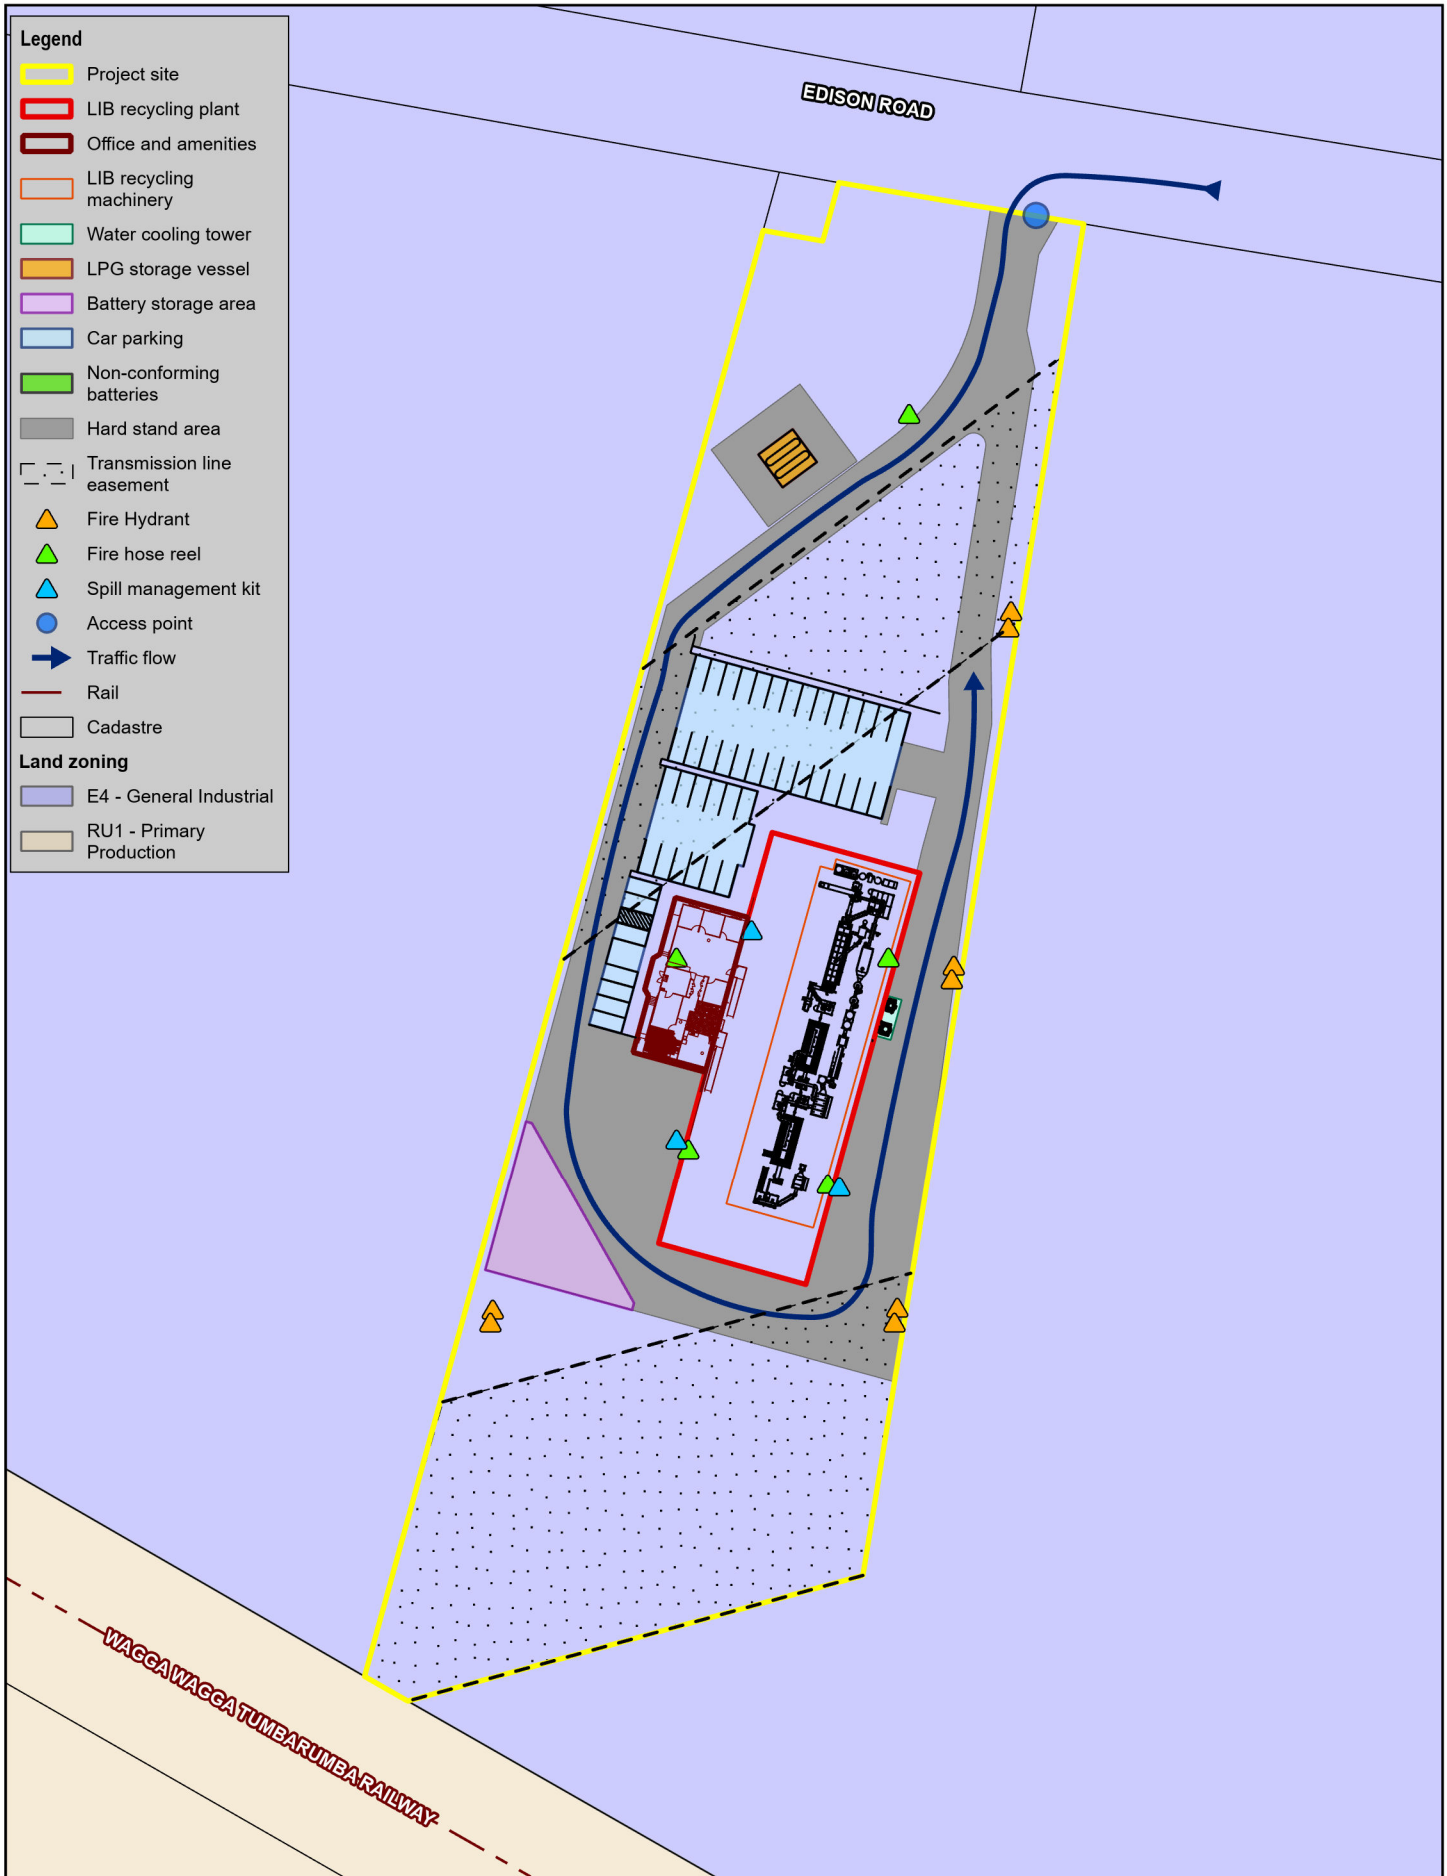 Legend
Project site
LIB recycling plant
Office and amenities
LIB recycling
machinery
Water cooling tower
LPG storage vessel
Battery storage area
Car parking
Non-conforming
batteries
Hard stand area
Transmission line
easement
Fire Hydrant
Fire hose reel
Spill management kit
Access point
Traffic flow
Rail
Cadastre
Land zoning
E4 - General Industrial
RU1 - Primary
Production
EDISON ROAD
WAGGA WAGGA TUMBARUMBA RAILWAY